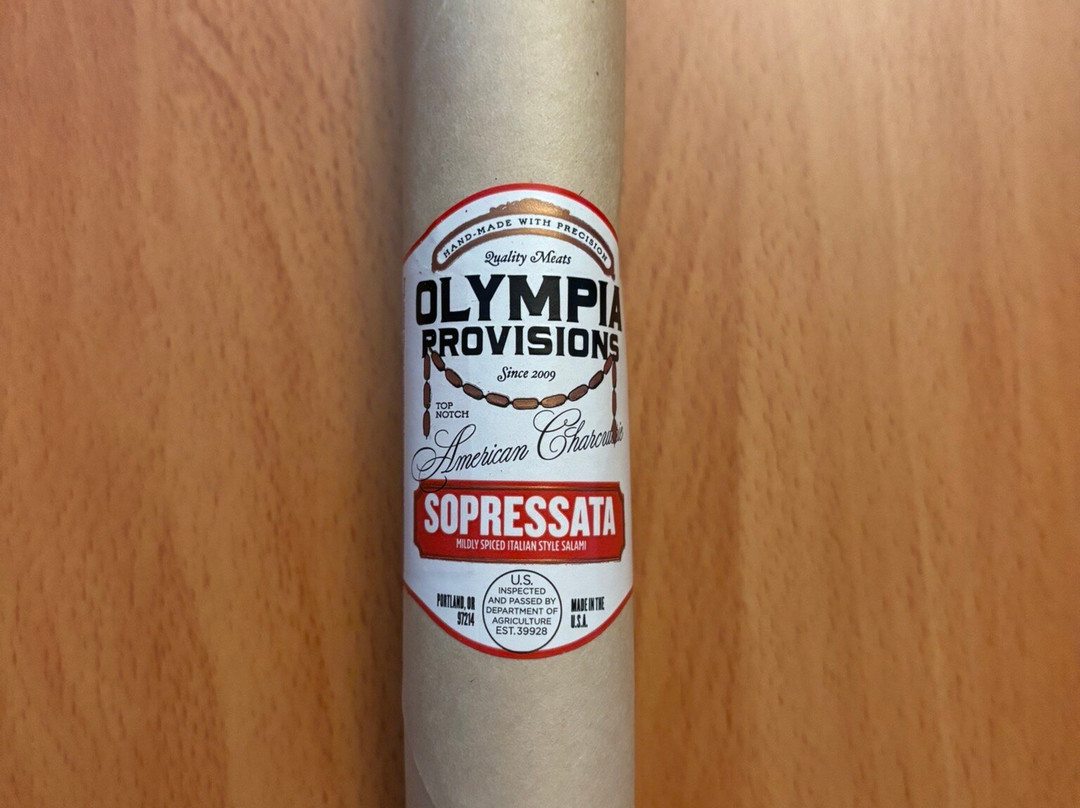 HAND-MADE WITH PRECISION
Quality Meats
OLYMPIA
PROVISIONS
Since 2009
TOP
NOTCH
American
SOPRESSATA
MILDLY SPICED ITALIAN STYLE SALAMI
PORTLAND, OR
97214
U.S.
INSPECTED
AND PASSED BY
DEPARTMENT OF
AGRICULTURE
EST. 39928
MADE IN THE
U.S.A.